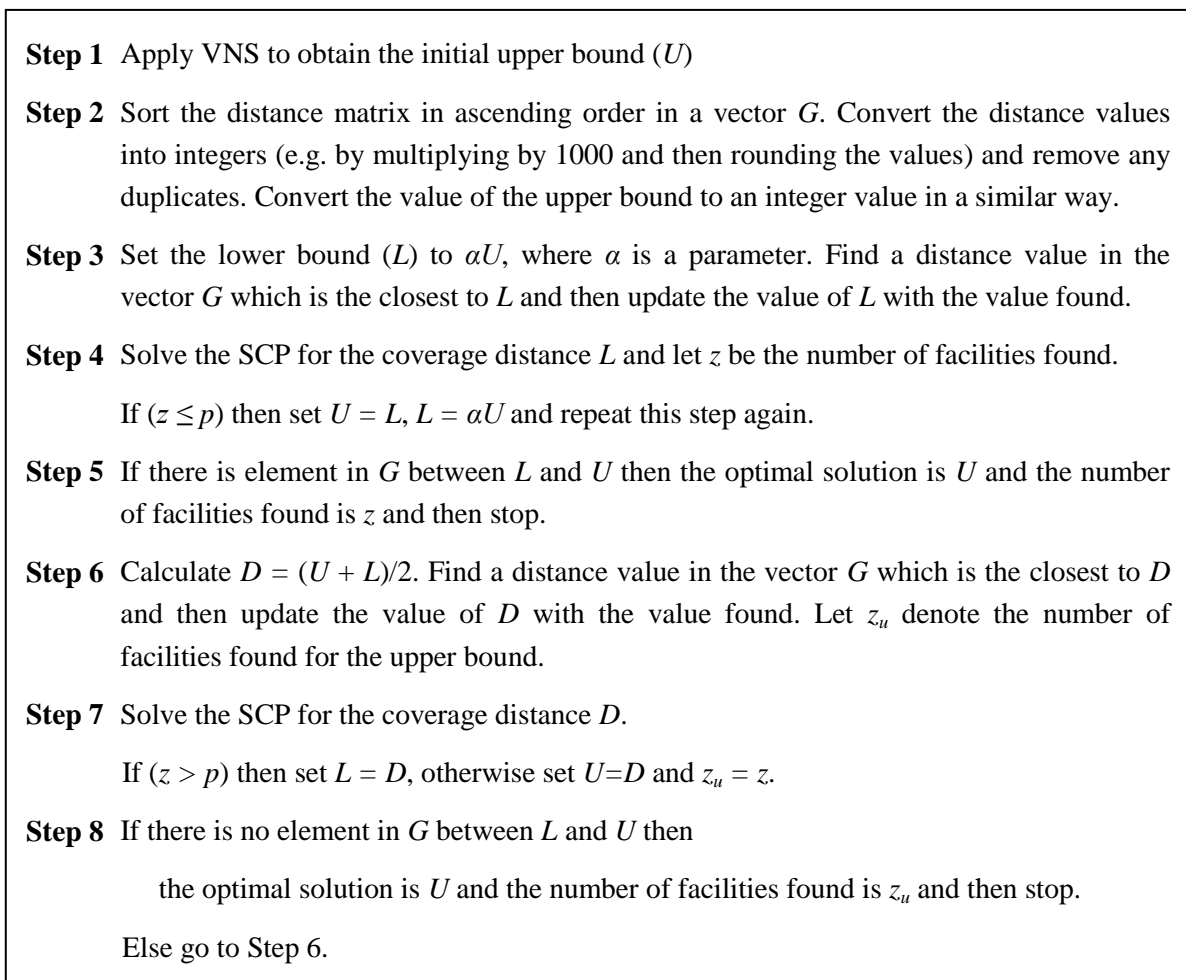 Step 1 Apply VNS to obtain the initial upper bound (U)
Step 2 Sort the distance matrix in ascending order in a vector G. Convert the distance values
into integers (e.g. by multiplying by 1000 and then rounding the values) and remove any
duplicates. Convert the value of the upper bound to an integer value in a similar way.
Step 3 Set the lower bound (L) to αU, where α is a parameter. Find a distance value in the
vector G which is the closest to L and then update the value of L with the value found.
Step 4 Solve the SCP for the coverage distance L and let z be the number of facilities found.
If (z ≤ p) then set U = L, L = αU and repeat this step again.
Step 5 If there is element in G between L and U then the optimal solution is U and the number
of facilities found is z and then stop.
Step 6 Calculate D = (U + L)/2. Find a distance value in the vector G which is the closest to D
and then update the value of D with the value found. Let z_u denote the number of
facilities found for the upper bound.
Step 7 Solve the SCP for the coverage distance D.
If (z > p) then set L = D, otherwise set U=D and z_u = z.
Step 8 If there is no element in G between L and U then
the optimal solution is U and the number of facilities found is z_u and then stop.
Else go to Step 6.